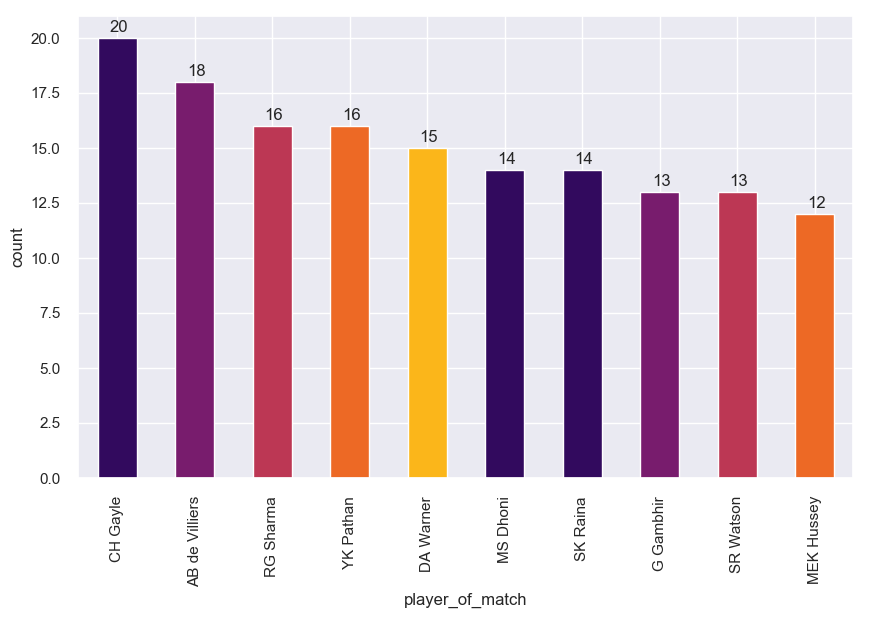 20
18
16
16
15
14
14
13
13
12
20.0
17.5
15.0
12.5
10.0
7.5
5.0
2.5
0.0
count
CH Gayle
AB de Villiers
RG Sharma
YK Pathan
DA Warner
MS Dhoni
SK Raina
G Gambhir
SR Watson
MEK Hussey
player_of_match